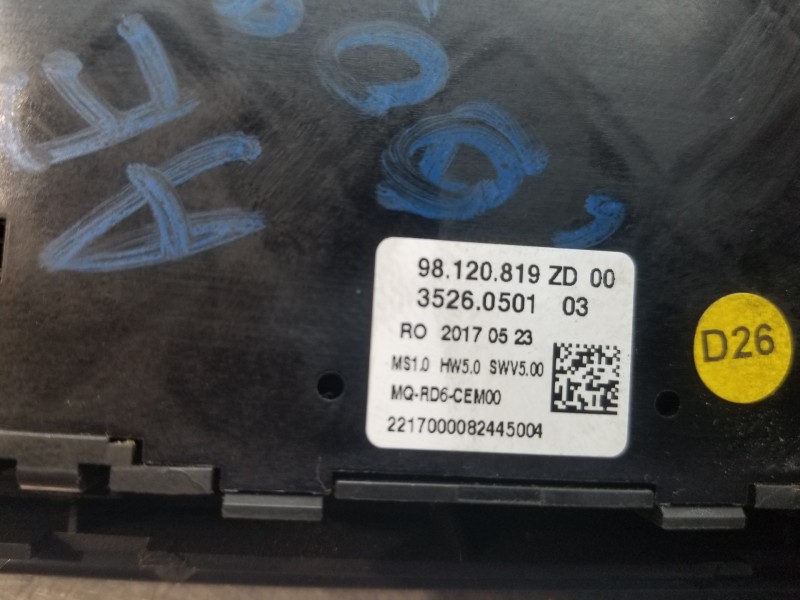 98.120.819 ZD 00
3526.0501 03
RO 2017 05 23
MS1.0 HW5.0 SWV5.00
MQ-RD6-CEM00
2217000082445004
D26